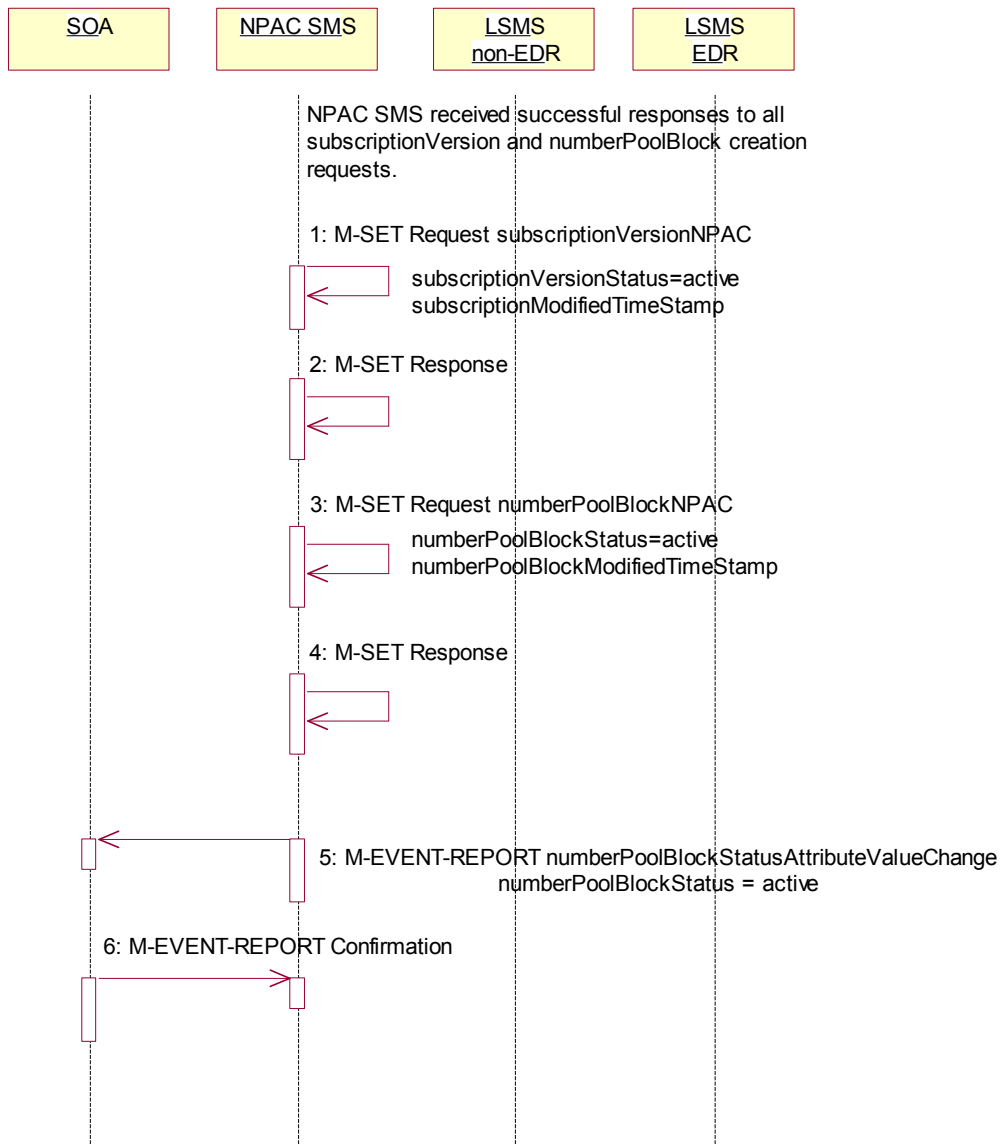 SOA
NPAC SMS
LSMS
non-EDR
LSMS
EDR
NPAC SMS received successful responses to all
subscriptionVersion and numberPoolBlock creation
requests.
1: M-SET Request subscriptionVersionNPAC
subscriptionVersionStatus=active
subscriptionModifiedTimeStamp
2: M-SET Response
3: M-SET Request numberPoolBlockNPAC
numberPoolBlockStatus=active
numberPoolBlockModifiedTimeStamp
4: M-SET Response
5: M-EVENT-REPORT numberPoolBlockStatusAttributeValueChange
numberPoolBlockStatus = active
6: M-EVENT-REPORT Confirmation